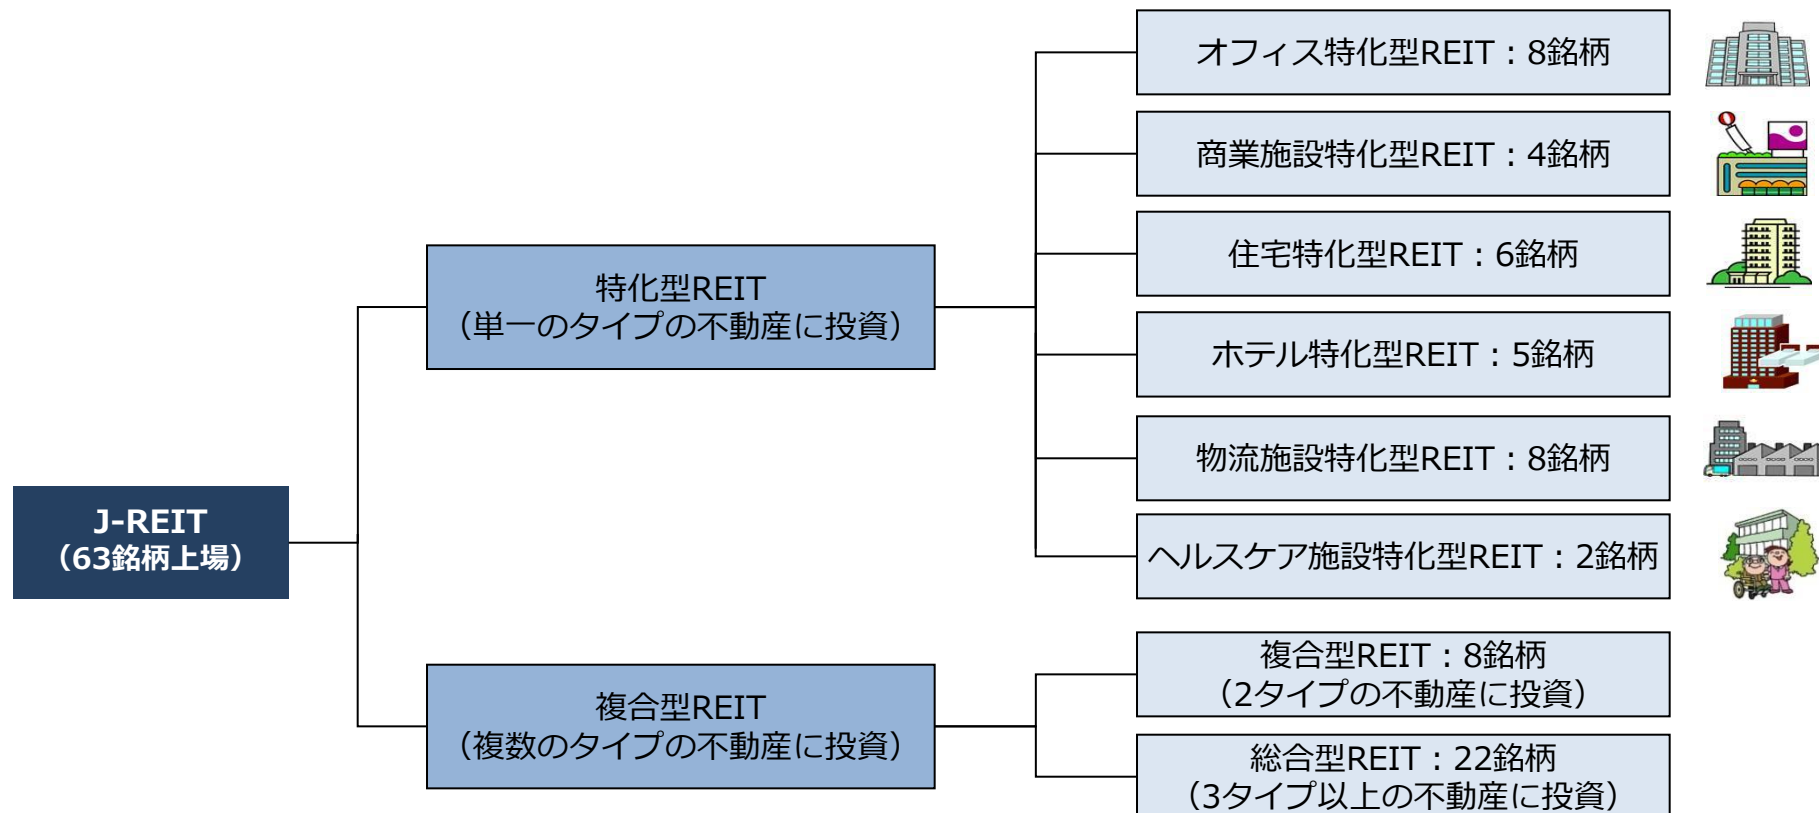 J-REIT
（63銘柄上場）
特化型REIT
（単一のタイプの不動産に投資）
オフィス特化型REIT：8銘柄
商業施設特化型REIT：4銘柄
住宅特化型REIT：6銘柄
ホテル特化型REIT：5銘柄
物流施設特化型REIT：8銘柄
ヘルスケア施設特化型REIT：2銘柄
複合型REIT
（複数のタイプの不動産に投資）
複合型REIT：8銘柄
（2タイプの不動産に投資）
総合型REIT：22銘柄
（3タイプ以上の不動産に投資）